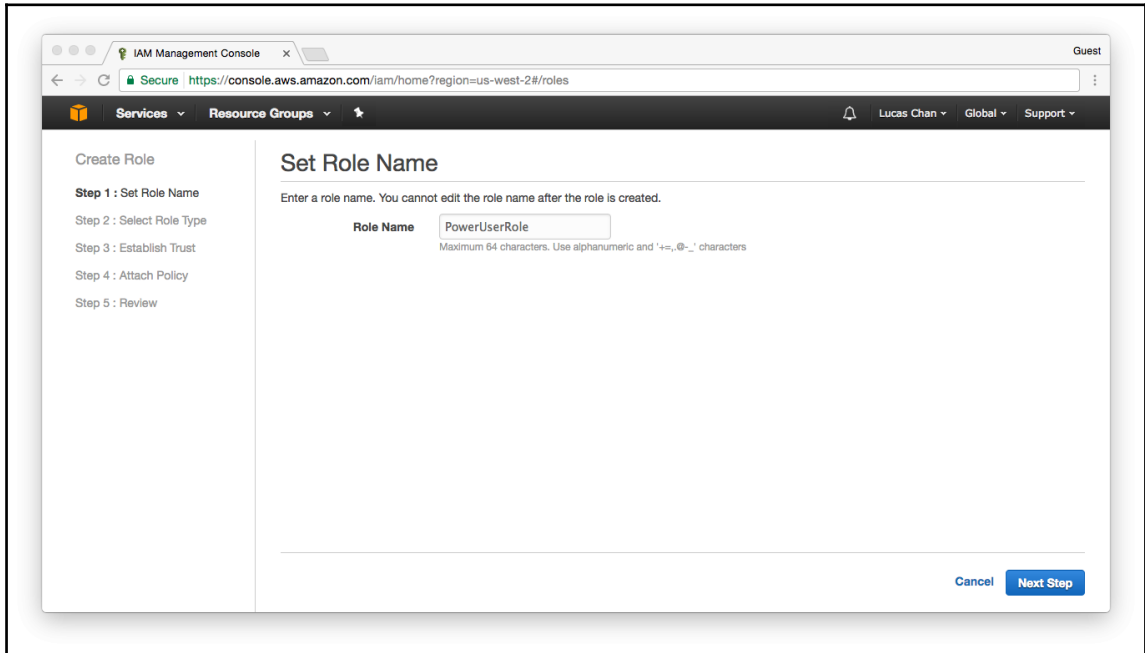 IAM Management Console
Guest
Secure https://console.aws.amazon.com/iam/home?region=us-west-2#/roles
Services Resource Groups Lucas Chan Global Support
Create Role
Step 1 : Set Role Name
Step 2 : Select Role Type
Step 3 : Establish Trust
Step 4 : Attach Policy
Step 5 : Review
Set Role Name
Enter a role name. You cannot edit the role name after the role is created.
Role Name PowerUserRole
Maximum 64 characters. Use alphanumeric and '+=,.@-_' characters
Cancel Next Step